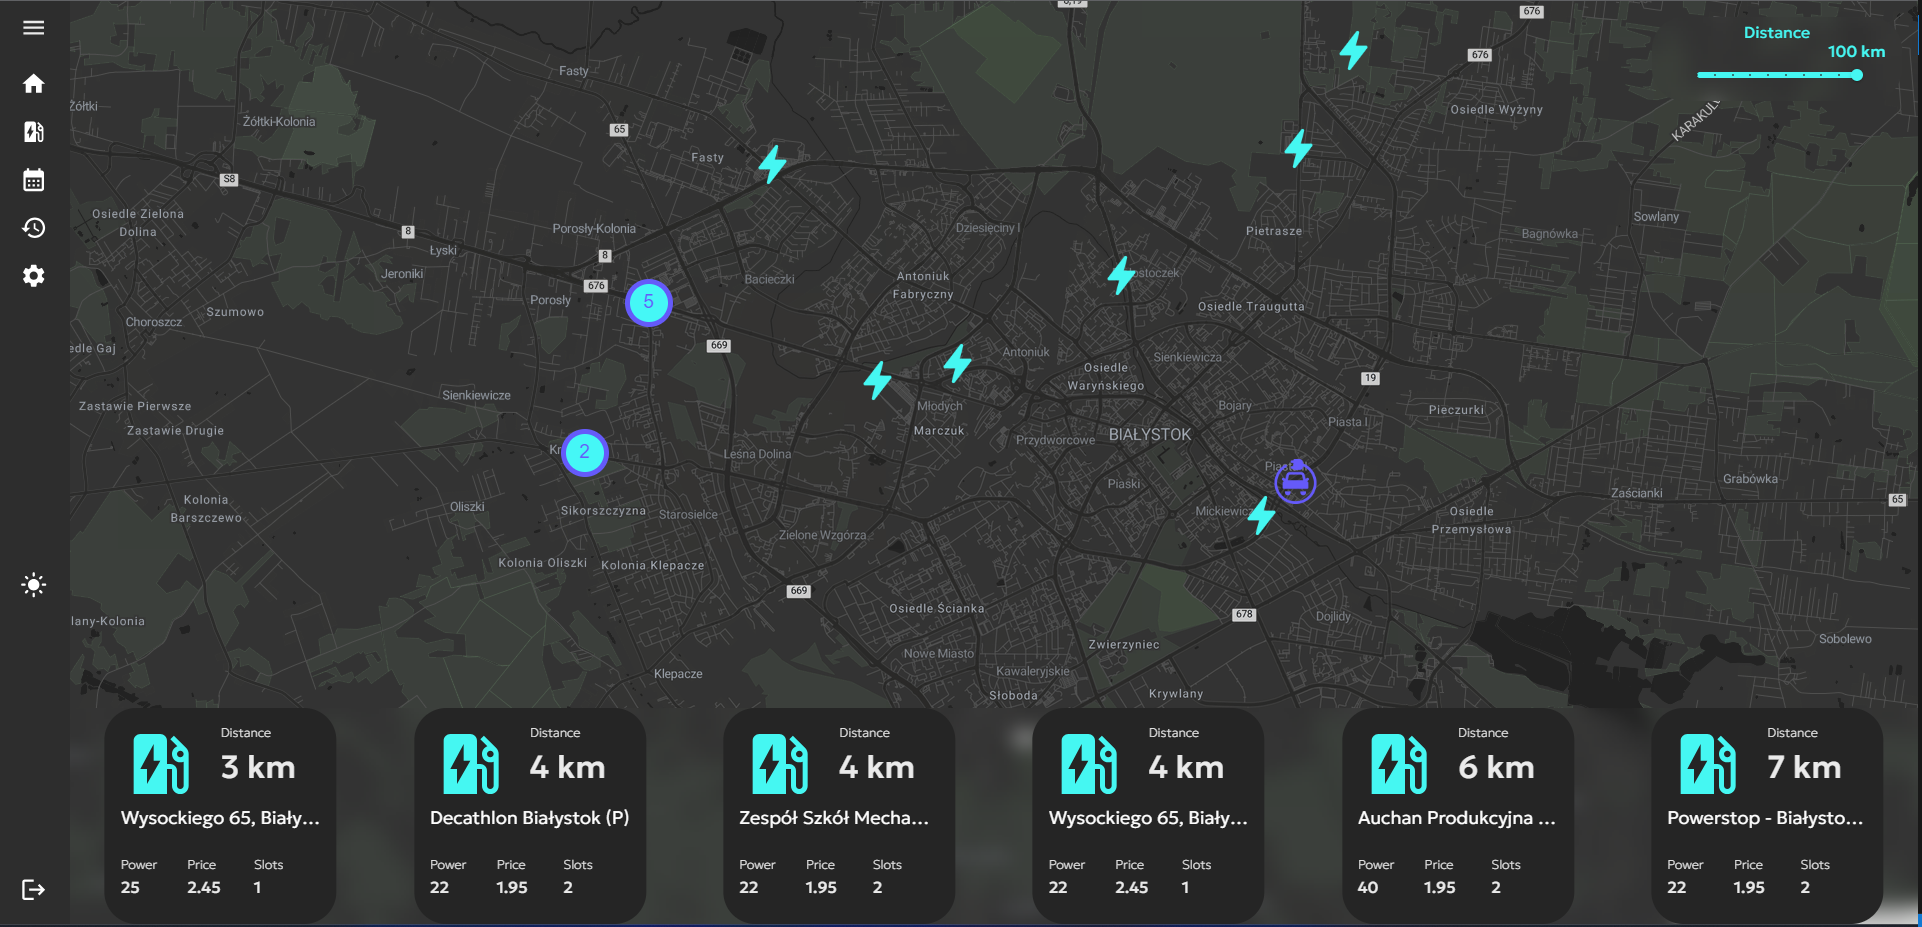 8,19
676
Distance
100 km
676
Fasty
Żółtki
Osiedle Wyżyny
Żółtki-Kolonia
65
KARAKUL
Fasty
S8
Osiedle Zielona
Dolina
Sowlany
Porosły-Kolonia
Dziesięciny I
Pietrasze
Bagnówka
8
Łyski
8
Jeroniki
Bacieczki
Antoniuk
Fabryczny
ostoczek
676
Porosły
5
Osiedle Traugutta
Szumowo
Choroszcz
edle Gaj
669
Antoniuk
Sienkiewicza
Osiedle
Waryńskiego
19
Sienkiewicze
Zastawie Pierwsze
Młodych
Bojary
Pieczurki
Zastawie Drugie
Marczuk
Przydworcowe
BIAŁYSTOK
Piasta I
Kr
2
Leśna Dolina
Piast
Piaski
Grabówka
Kolonia
Barszczewo
Oliszki
Sikorszczyzna
Starosielce
Mickiewicz
Zaścianki
65
Osiedle
Przemysłowa
Zielone Wzgórza
Kolonia Oliszki
Kolonia Klepacze
669
Osiedle Ścianka
678
Dojlidy
lany-Kolonia
Zwierzyniec
Sobolewo
Nowe Miasto
Klepacze
Kawaleryjskie
Słoboda
Krywlany
Distance
3 km
Wysockiego 65, Biały...
Power Price Slots
25 2.45 1
Distance
4 km
Decathlon Białystok (P)
Power Price Slots
22 1.95 2
Distance
4 km
Zespół Szkół Mecha...
Power Price Slots
22 1.95 2
Distance
4 km
Wysockiego 65, Biały...
Power Price Slots
22 2.45 1
Distance
6 km
Auchan Produkcyjna ...
Power Price Slots
40 1.95 2
Distance
7 km
Powerstop - Białysto...
Power Price Slots
22 1.95 2